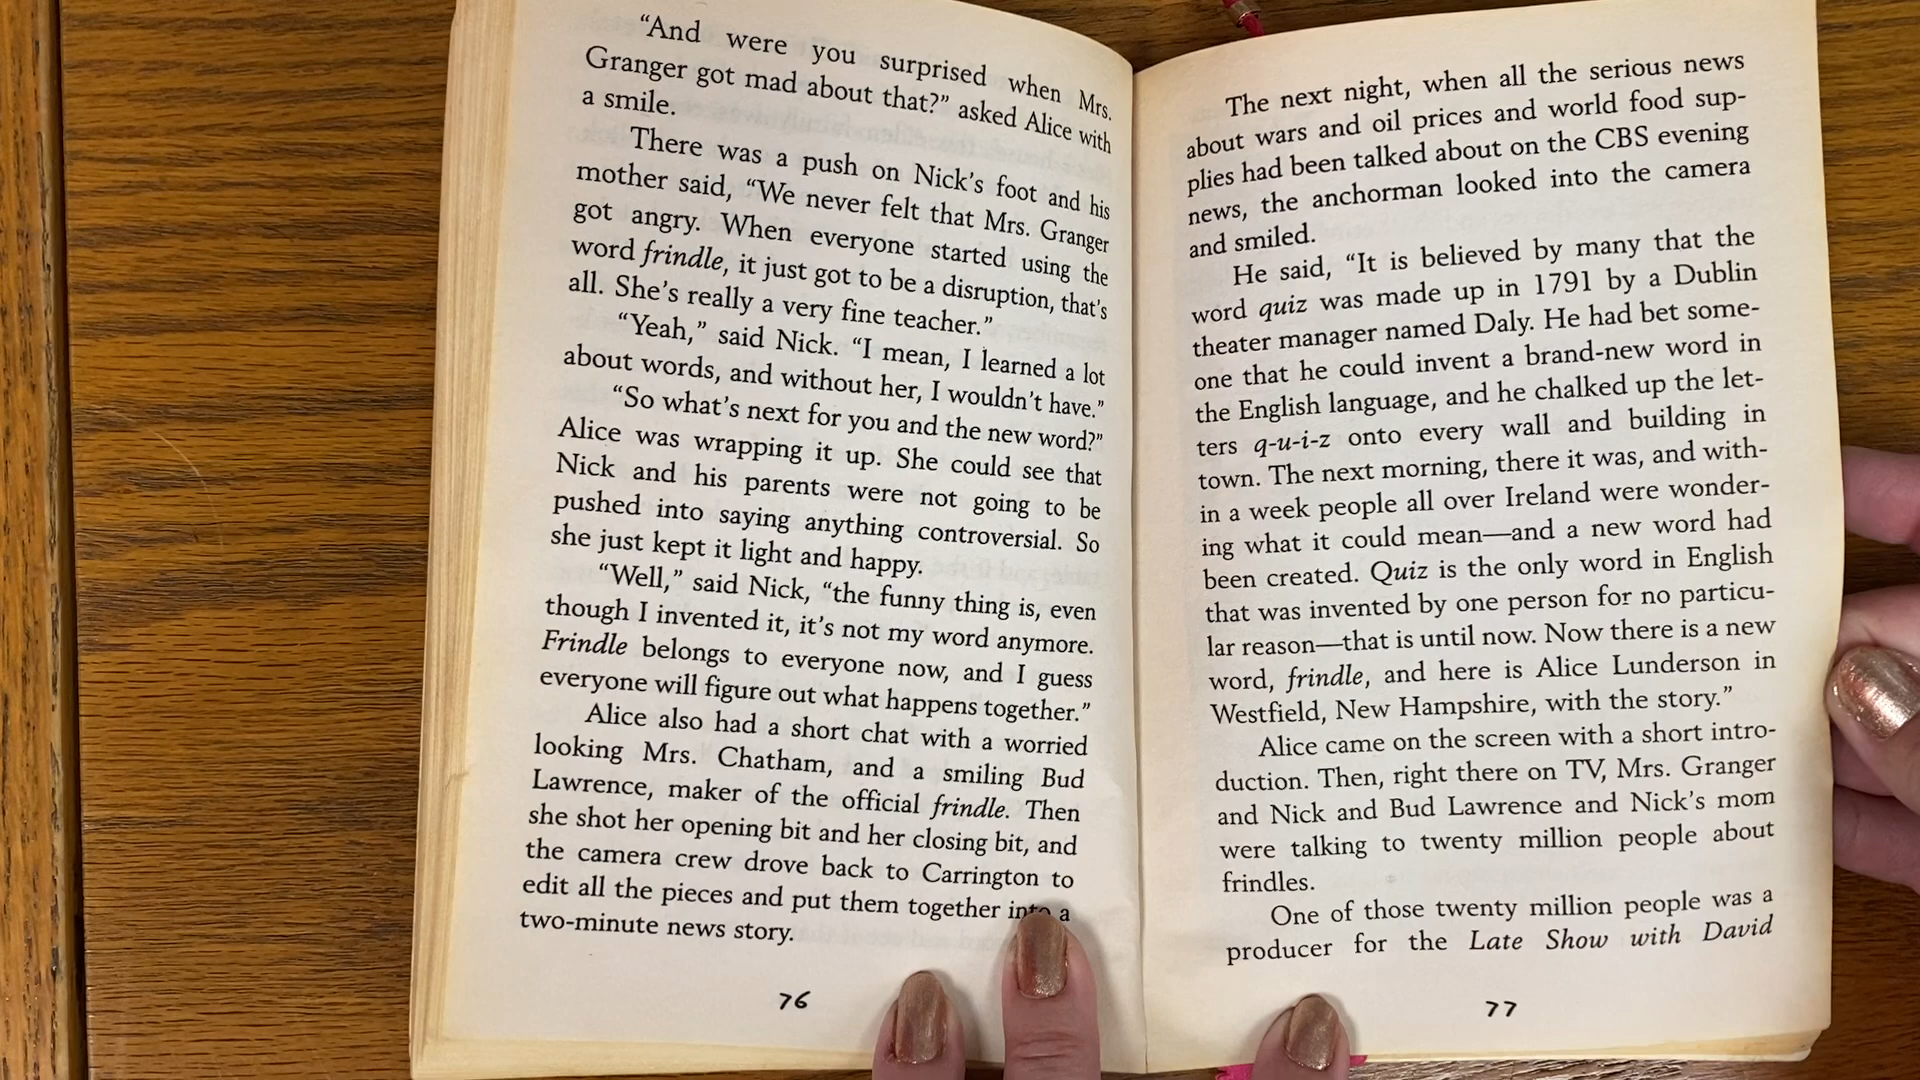 “And were you surprised when Mrs.
Granger got mad about that?” asked Alice with
a smile.
There was a push on Nick’s foot and his
mother said, “We never felt that Mrs. Granger
got angry. When everyone started using the
word frindle, it just got to be a disruption, that’s
all. She’s really a very fine teacher.”
“Yeah,” said Nick. “I mean, I learned a lot
about words, and without her, I wouldn’t have.”
“So what’s next for you and the new word?”
Alice was wrapping it up. She could see that
Nick and his parents were not going to be
pushed into saying anything controversial. So
she just kept it light and happy.
“Well,” said Nick, “the funny thing is, even
though I invented it, it’s not my word anymore.
Frindle belongs to everyone now, and I guess
everyone will figure out what happens together.”
Alice also had a short chat with a worried
looking Mrs. Chatham, and a smiling Bud
Lawrence, maker of the official frindle. Then
she shot her opening bit and her closing bit, and
the camera crew drove back to Carrington to
edit all the pieces and put them together into a
two-minute news story.
76
The next night, when all the serious news
about wars and oil prices and world food sup-
plies had been talked about on the CBS evening
news, the anchorman looked into the camera
and smiled.
He said, “It is believed by many that the
word quiz was made up in 1791 by a Dublin
theater manager named Daly. He had bet some-
one that he could invent a brand-new word in
the English language, and he chalked up the let-
ters q-u-i-z onto every wall and building in
town. The next morning, there it was, and with-
in a week people all over Ireland were wonder-
ing what it could mean—and a new word had
been created. Quiz is the only word in English
that was invented by one person for no particu-
lar reason—that is until now. Now there is a new
word, frindle, and here is Alice Lunderson in
Westfield, New Hampshire, with the story.”
Alice came on the screen with a short intro-
duction. Then, right there on TV, Mrs. Granger
and Nick and Bud Lawrence and Nick’s mom
were talking to twenty million people about
frindles.
One of those twenty million people was a
producer for the Late Show with David
77